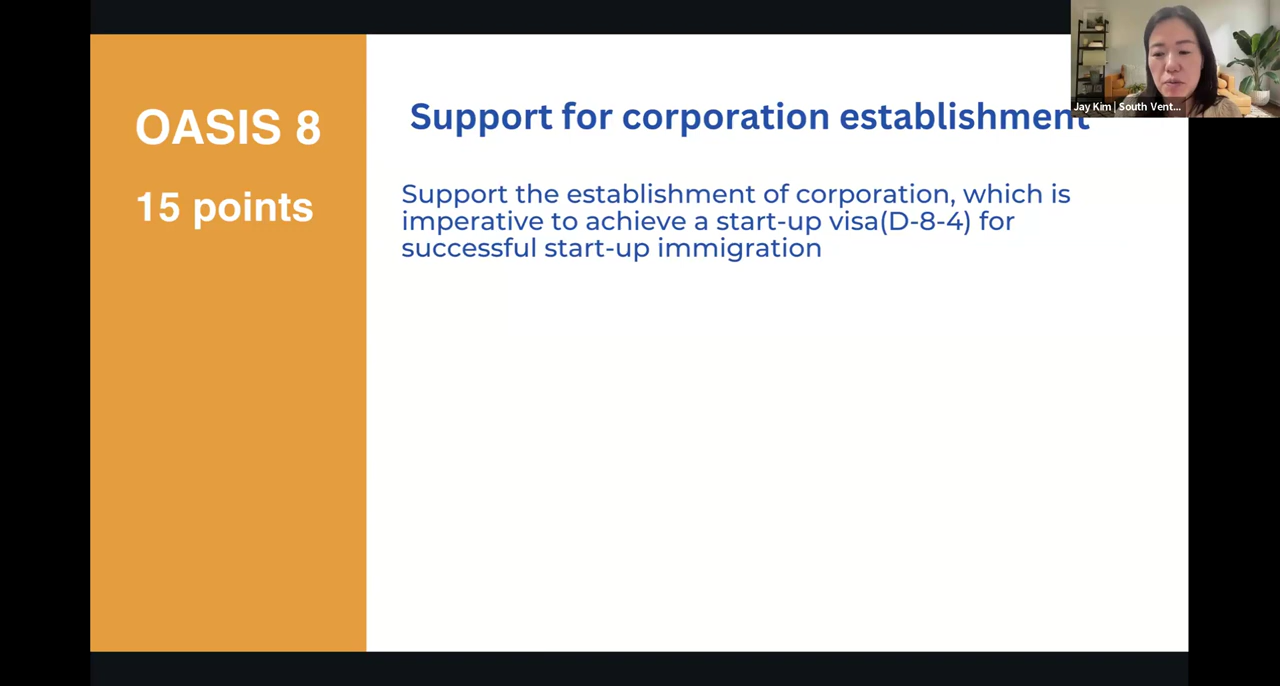 OASIS 8
15 points
Support for corporation establishment
Support the establishment of corporation, which is
imperative to achieve a start-up visa(D-8-4) for
successful start-up immigration
Jay Kim | South Vent...